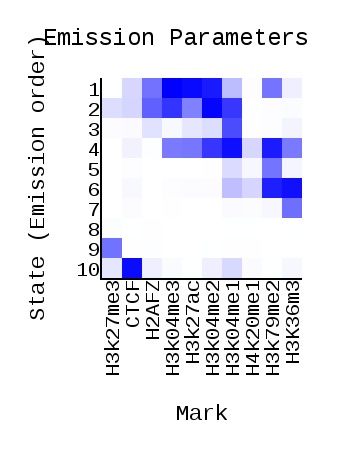 Emission Parameters
State (Emission order)
1
2
3
4
5
6
7
8
9
10
H3k27me3
CTCF
H2AFZ
H3k04me3
H3k27ac
H3k04me2
H3k04me1
H4k20me1
H3k79me2
H3K36m3
Mark